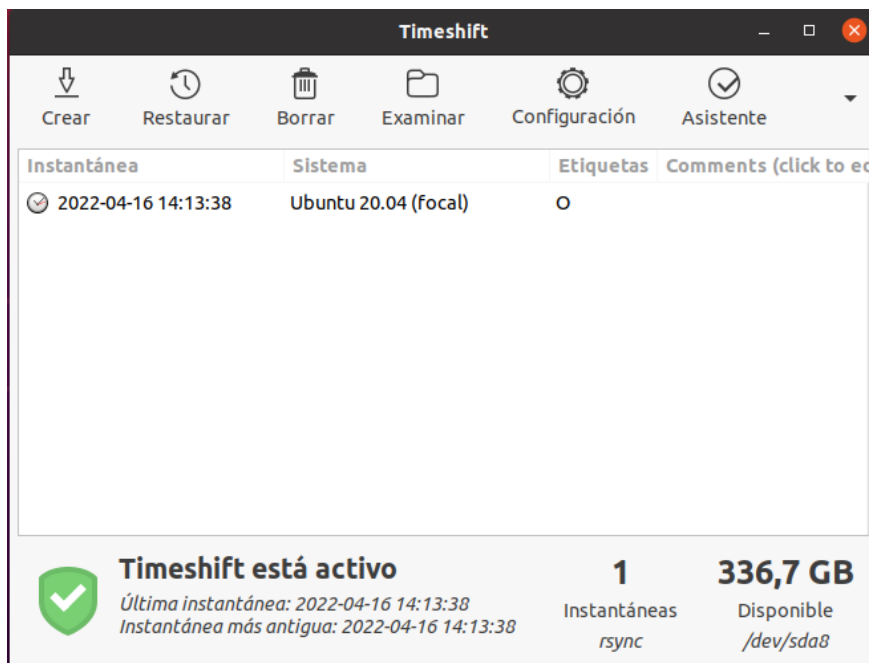 Timeshift
Crear Restaurar Borrar Examinar Configuración Asistente
Instantánea Sistema Etiquetas Comments (click to ed
2022-04-16 14:13:38 Ubuntu 20.04 (focal) O
Timeshift está activo
Última instantánea: 2022-04-16 14:13:38
Instantánea más antigua: 2022-04-16 14:13:38
1
Instantáneas
rsync
336,7 GB
Disponible
/dev/sda8